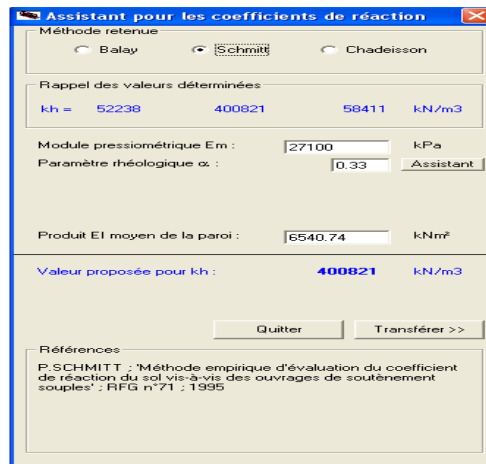 Assistant pour les coefficients de réaction
Méthode retenue
Balay Schmitt Chadeisson
Rappel des valeurs déterminées
kh = 52238 400821 58411 kN/m3
Module pressiométrique Em : 27100 kPa
Paramètre rhéologique α : 0.33 Assistant
Produit EI moyen de la paroi : 6540.74 kNm²
Valeur proposée pour kh : 400821 kN/m3
Quitter Transférer >>
Références
P.SCHMITT ; 'Méthode empirique d'évaluation du coefficient
de réaction du sol vis-à-vis des ouvrages de soutènement
souples' ; RFG n°71 ; 1995